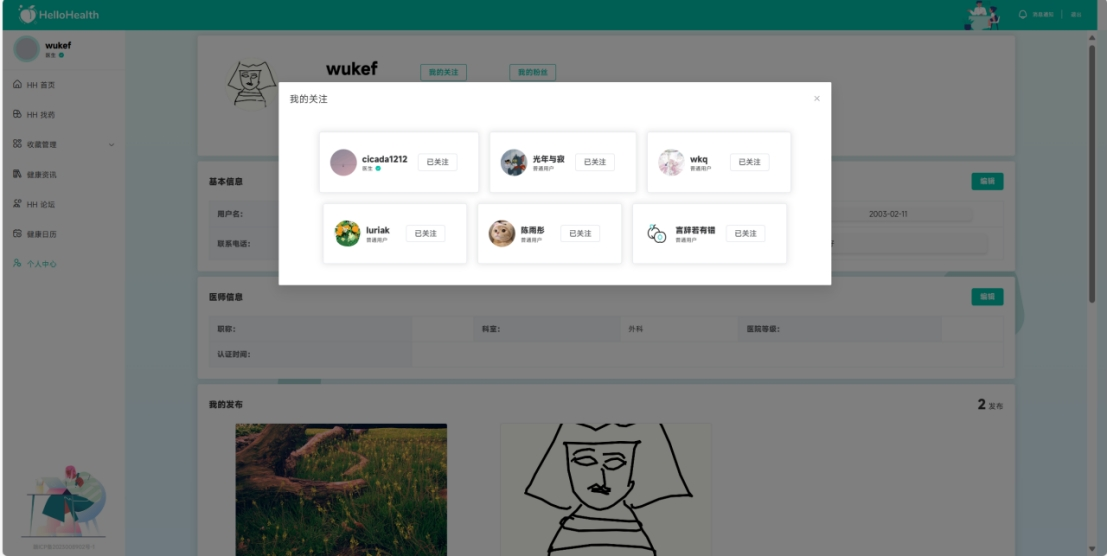 HelloHealth
wukef
医生
HH 首页
HH 找药
收藏管理
健康资讯
HH 论坛
健康日历
个人中心
wukef
我的关注
我的粉丝
我的关注
×
cicada1212
医生
已关注
光年与寂
普通用户
已关注
wkq
普通用户
已关注
luriak
普通用户
已关注
陈雨彤
普通用户
已关注
言辞若有错
普通用户
已关注
基本信息
编辑
用户名:
2003-02-11
联系电话:
医师信息
编辑
职称:
科室:
外科
医院等级:
认证时间:
我的发布
2 发布